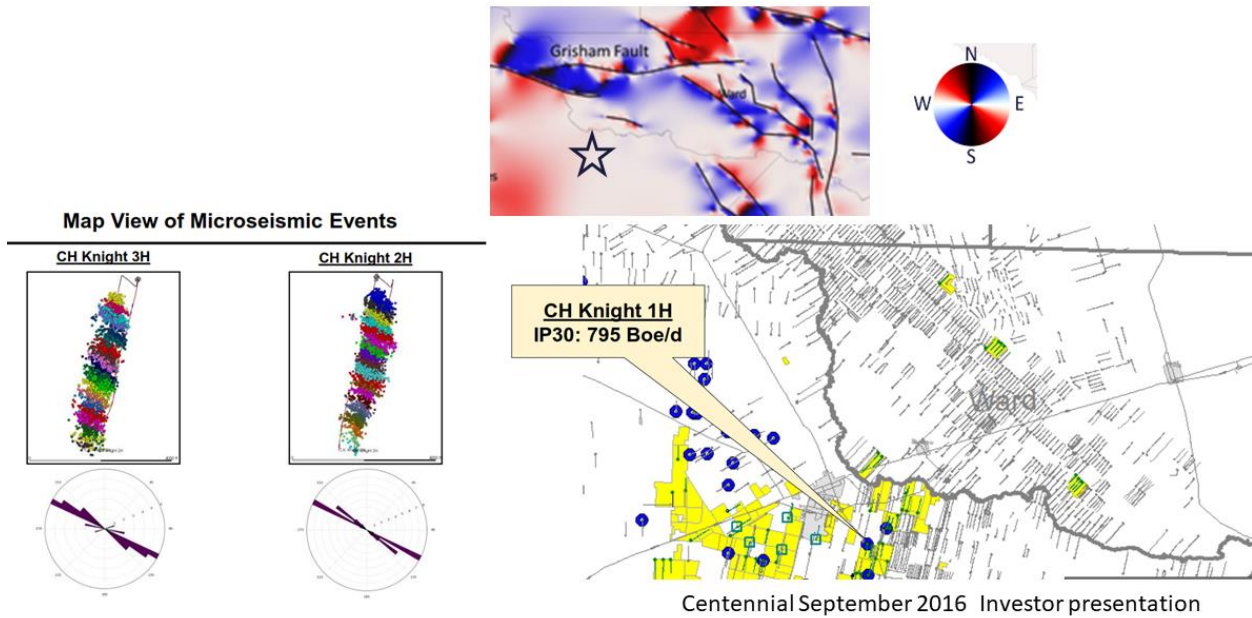 Grisham Fault
Ward
N
W
E
S
Map View of Microseismic Events
CH Knight 3H
CH Knight 2H
CH Knight 1H
IP30: 795 Boe/d
Ward
Centennial September 2016 Investor presentation